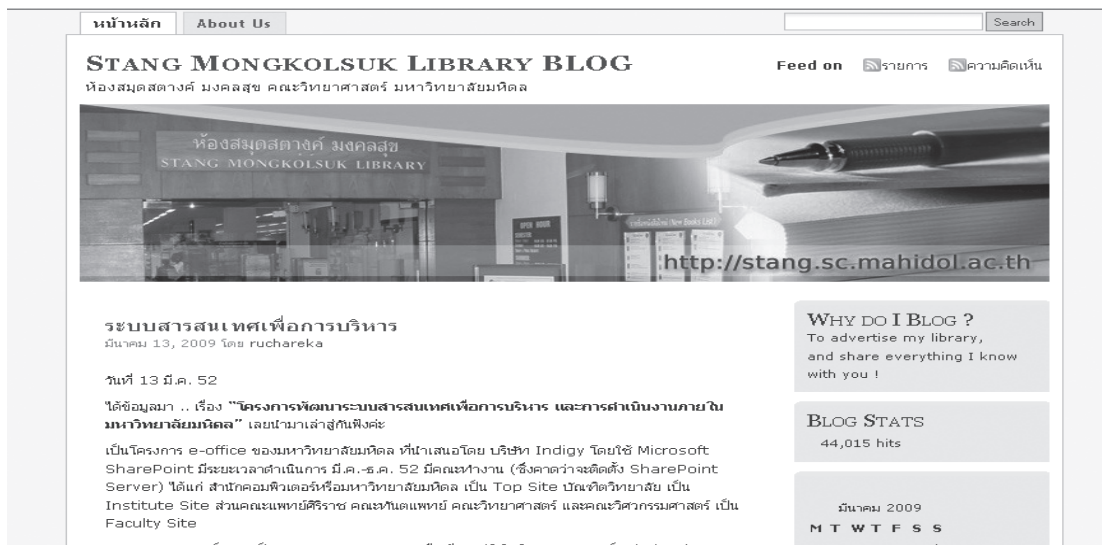 หน้าหลัก About Us Search
STANG MONGKOLSUK LIBRARY BLOG
Feed on รายการ ความคิดเห็น
ห้องสมุดสตางค์ มงคลสุข คณะวิทยาศาสตร์ มหาวิทยาลัยมหิดล
ห้องสมุดสตางค์ มงคลสุข
STANG MONGKOLSUK LIBRARY
OPEN HOUR
(New Books List)
http://stang.sc.mahidol.ac.th
ระบบสารสนเทศเพื่อการบริหาร
มีนาคม 13, 2009 โดย ruchareka
วันที่ 13 มี.ค. 52
ได้ข้อมูลมา .. เรื่อง "โครงการพัฒนาระบบสารสนเทศเพื่อการบริหาร และการดำเนินงานภายใน
มหาวิทยาลัยมหิดล" เลยนำมาเล่าสู่กันฟังค่ะ
เป็นโครงการ e-office ของมหาวิทยาลัยมหิดล ที่นำเสนอโดย บริษัท Indigy โดยใช้ Microsoft
SharePoint มีระยะเวลาดำเนินการ มี.ค.-ธ.ค. 52 มีคณะทำงาน (ซึ่งคาดว่าจะติดตั้ง SharePoint
Server) ได้แก่ สำนักคอมพิวเตอร์หรือมหาวิทยาลัยมหิดล เป็น Top Site บัณฑิตวิทยาลัย เป็น
Institute Site ส่วนคณะแพทย์ศิริราช คณะทันตแพทย์ คณะวิทยาศาสตร์ และคณะวิศวกรรมศาสตร์ เป็น
Faculty Site
WHY DO I BLOG ?
To advertise my library,
and share everything I know
with you !
BLOG STATS
44,015 hits
มีนาคม 2009
M T W T F S S